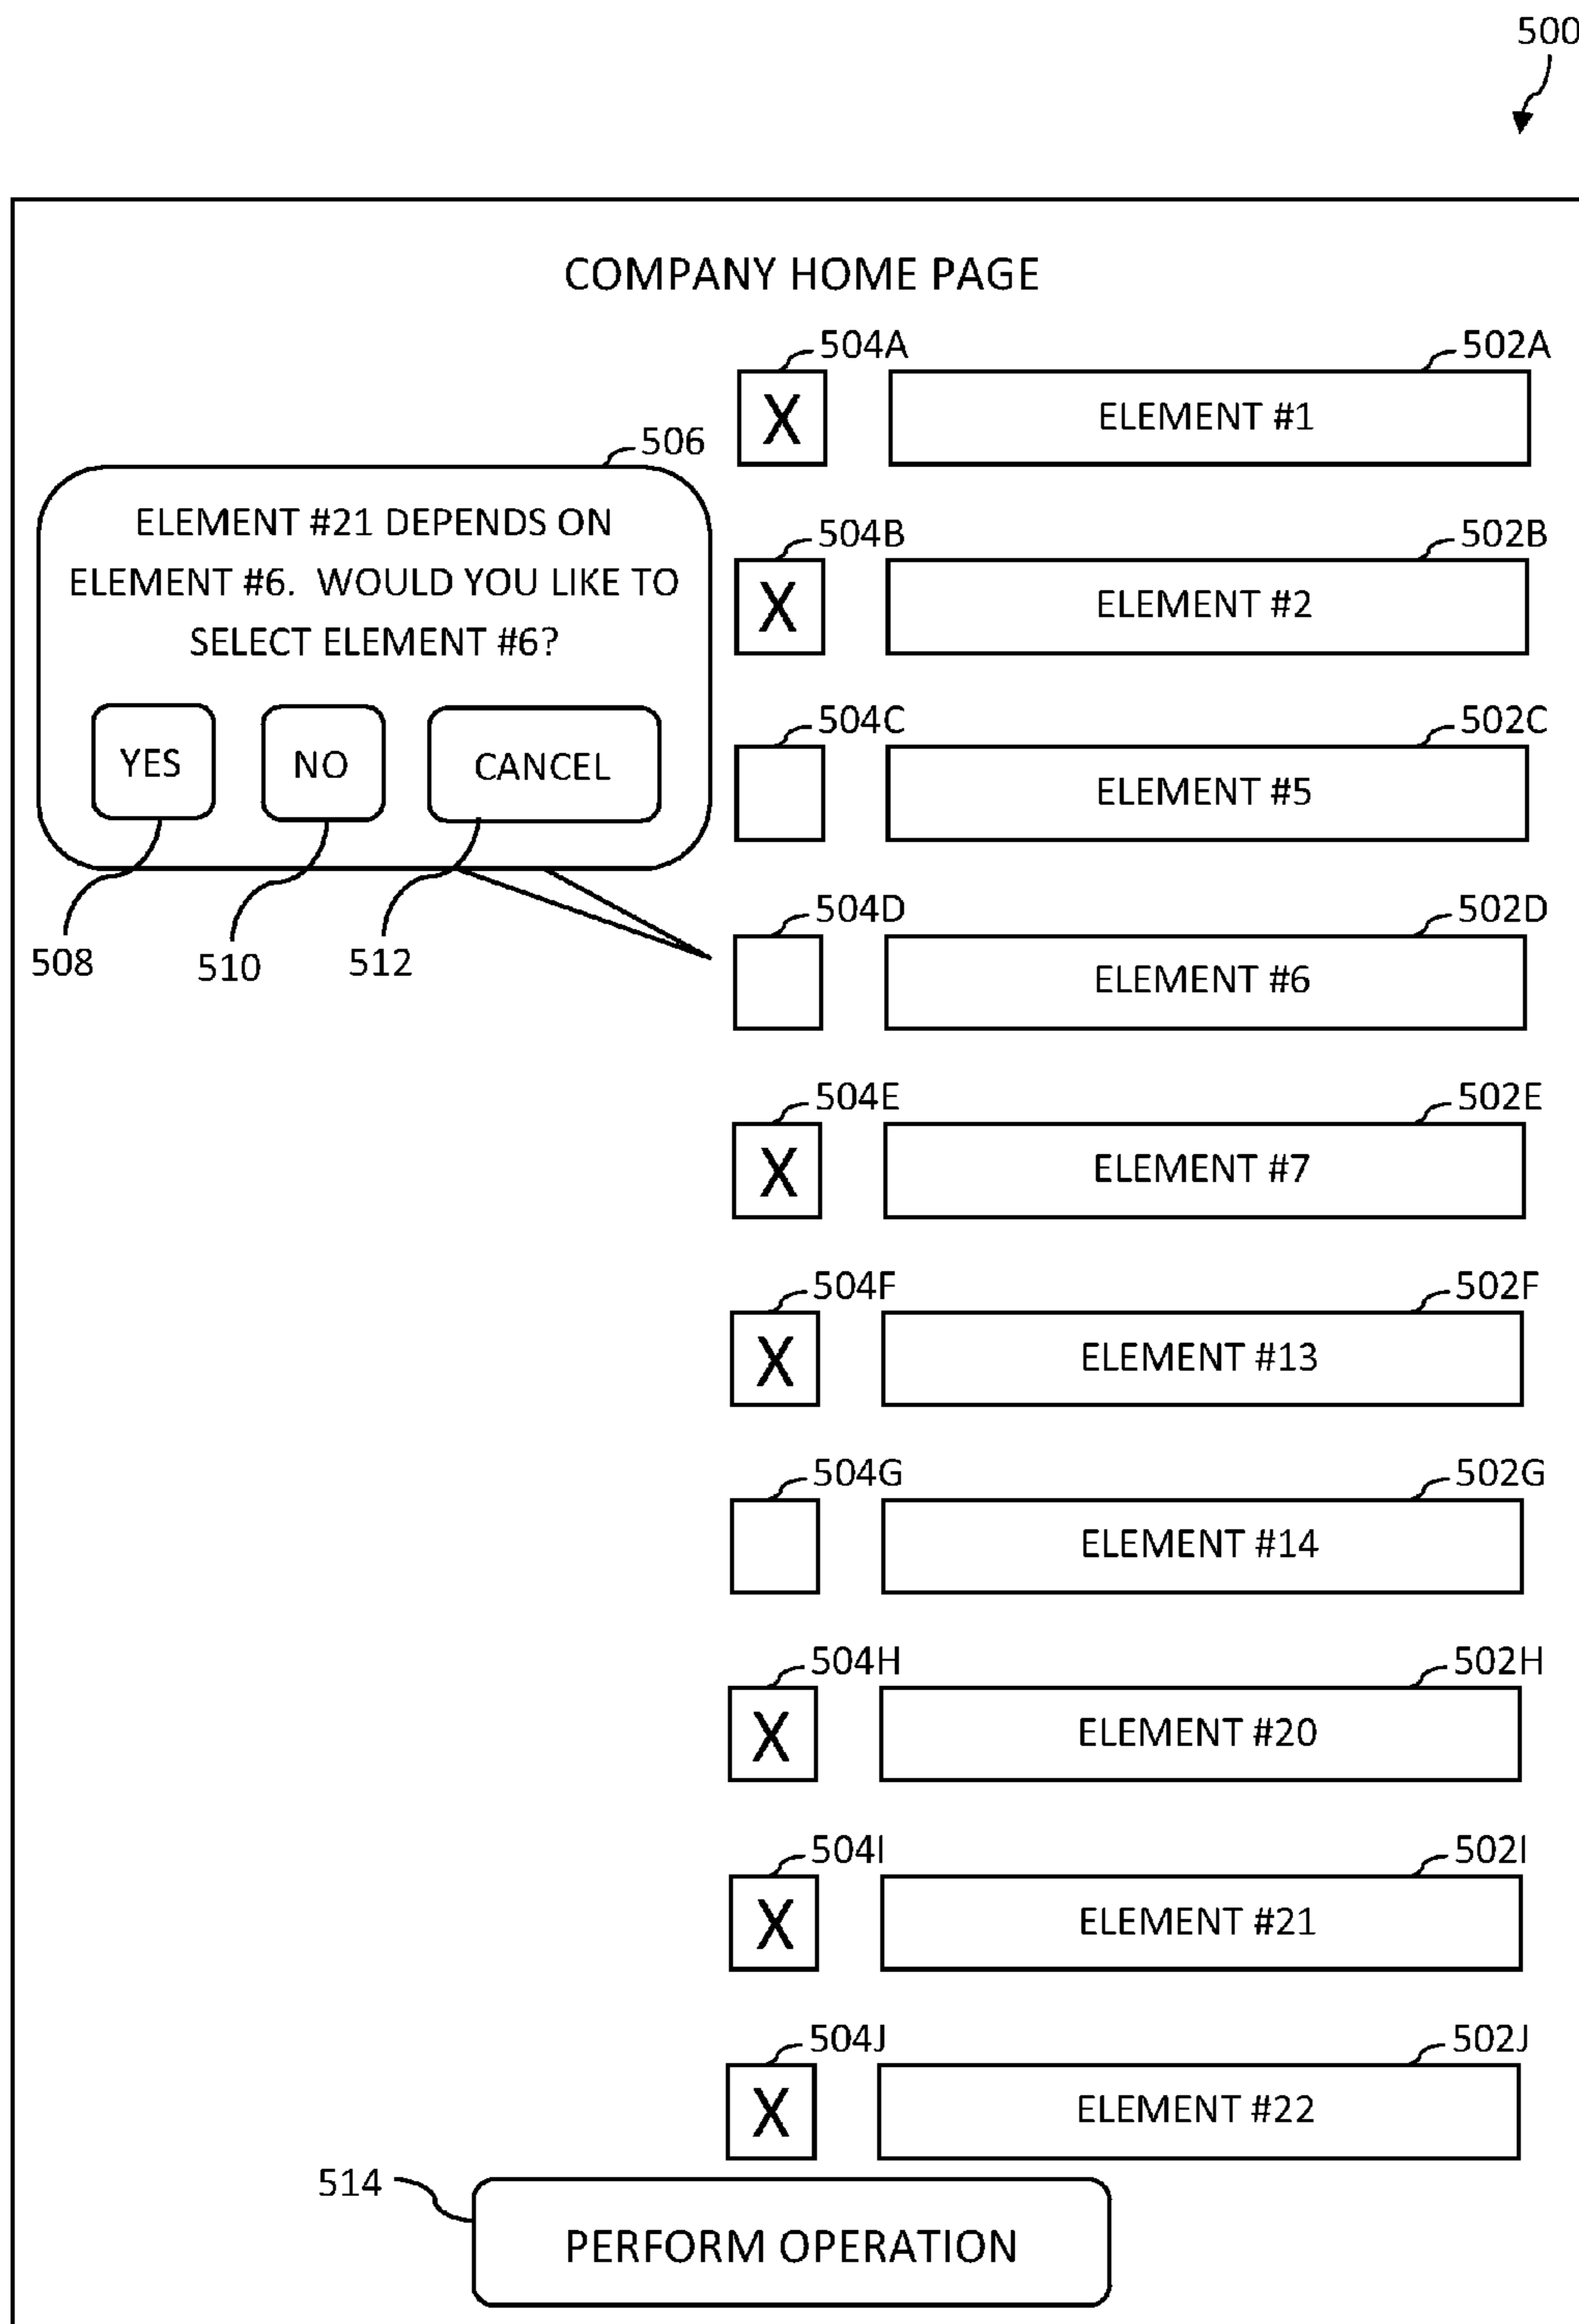 500
COMPANY HOME PAGE
504A
502A
X
ELEMENT #1
506
ELEMENT #21 DEPENDS ON
ELEMENT #6.  WOULD YOU LIKE TO
SELECT ELEMENT #6?
YES
NO
CANCEL
508
510
512
504B
502B
X
ELEMENT #2
504C
502C
ELEMENT #5
504D
502D
ELEMENT #6
504E
502E
X
ELEMENT #7
504F
502F
X
ELEMENT #13
504G
502G
ELEMENT #14
504H
502H
X
ELEMENT #20
504I
502I
X
ELEMENT #21
504J
502J
X
ELEMENT #22
514
PERFORM OPERATION